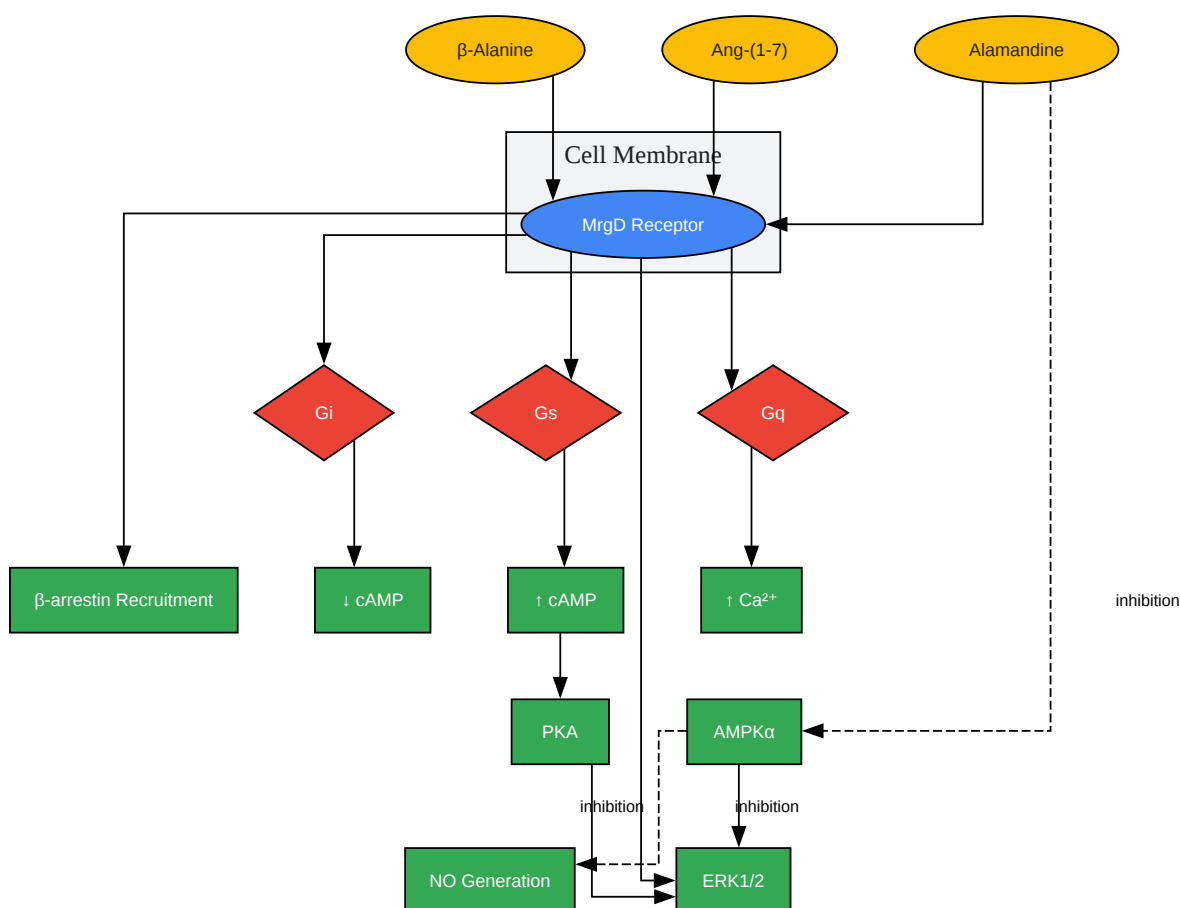 β-Alanine
Ang-(1-7)
Alamandine
Cell Membrane
MrgD Receptor
Gi
Gs
Gq
β-arrestin Recruitment
↓ cAMP
↑ cAMP
↑ Ca²⁺
inhibition
PKA
AMPKα
inhibition
inhibition
NO Generation
ERK1/2